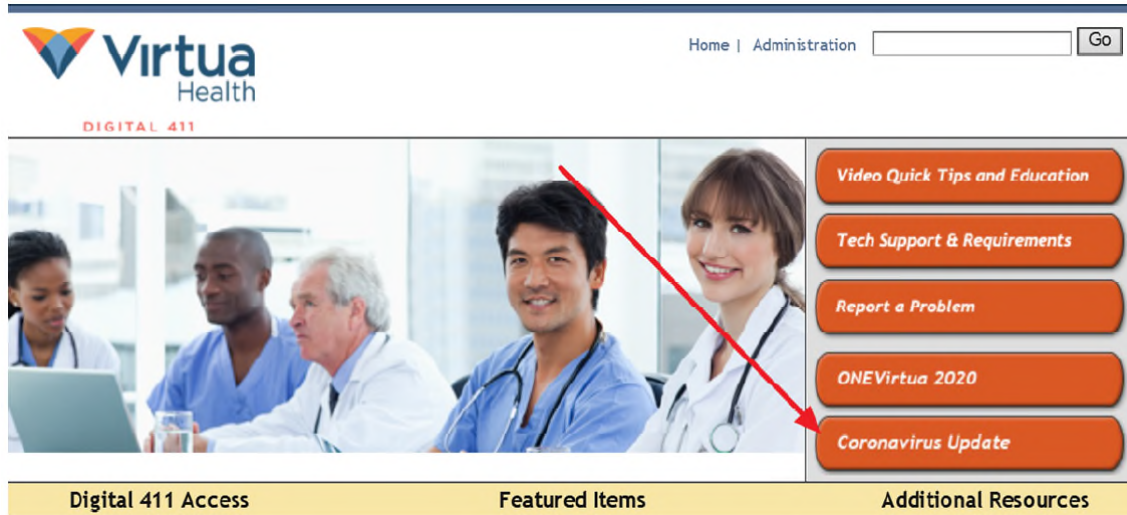 Virtua
Health
DIGITAL 411
Home | Administration
Go
Video Quick Tips and Education
Tech Support & Requirements
Report a Problem
ONEVirtua 2020
Coronavirus Update
Digital 411 Access
Featured Items
Additional Resources